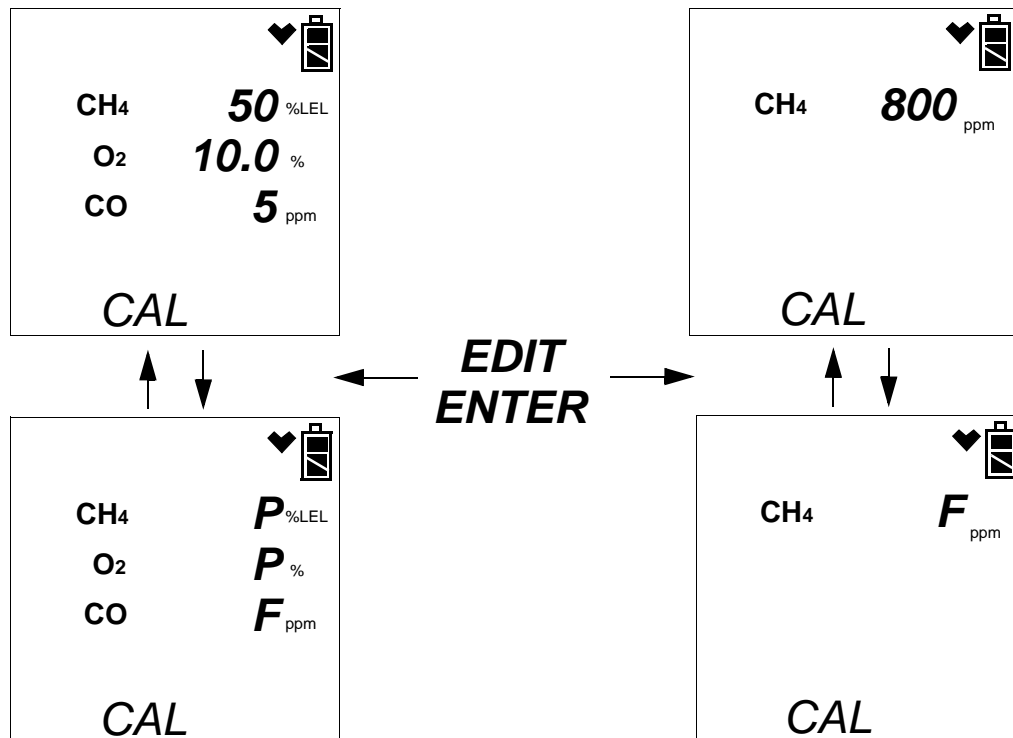 CH4 50 %LEL
O2 10.0 %
CO 5 ppm
CAL
CH4 800 ppm
CAL
EDIT
ENTER
CH4 P %LEL
O2 P %
CO F ppm
CAL
CH4 F ppm
CAL